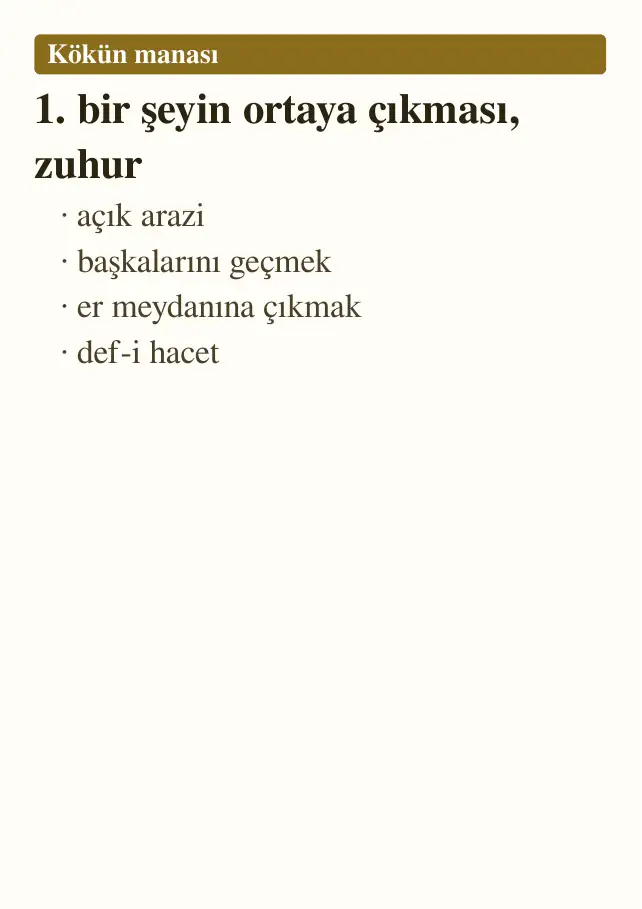 Kökün manası
1. bir şeyin ortaya çıkması,
zuhur
· açık arazi
· başkalarını geçmek
· er meydanına çıkmak
· def-i hacet